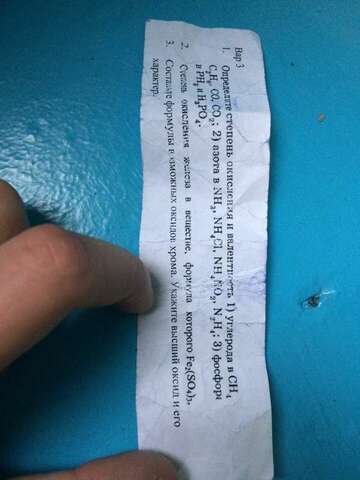 Вар 3
1. Определите степень окисления и валентность 1) углерода в CH₄
C₂H₄, CO, CO₂; 2) азота в NH₃, NH₄Cl, NH₄NO₂, N₂H₄; 3) фосфора
в PH₃ и H₃PO₄.
2. Степень окисления железа в веществе, формула которого Fe₂(SO₄)₃.
3. Составьте формулы возможных оксидов хрома. Укажите высший оксид и его
характер.